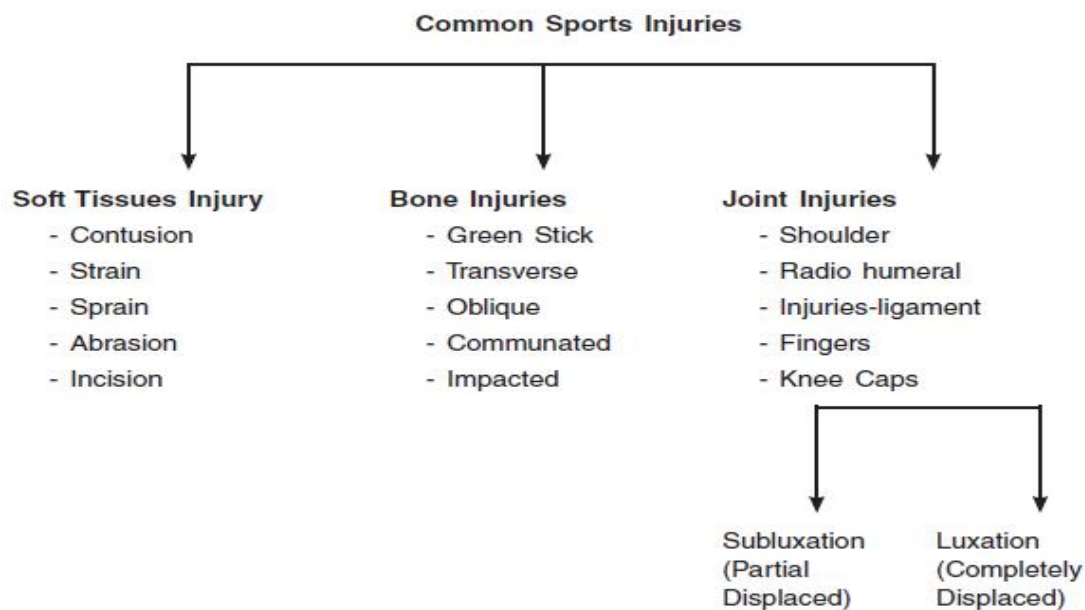 Common Sports Injuries
Soft Tissues Injury
- Contusion
- Strain
- Sprain
- Abrasion
- Incision
Bone Injuries
- Green Stick
- Transverse
- Oblique
- Communated
- Impacted
Joint Injuries
- Shoulder
- Radio humeral
- Injuries-ligament
- Fingers
- Knee Caps
Subluxation
(Partial
Displaced)
Luxation
(Completely
Displaced)